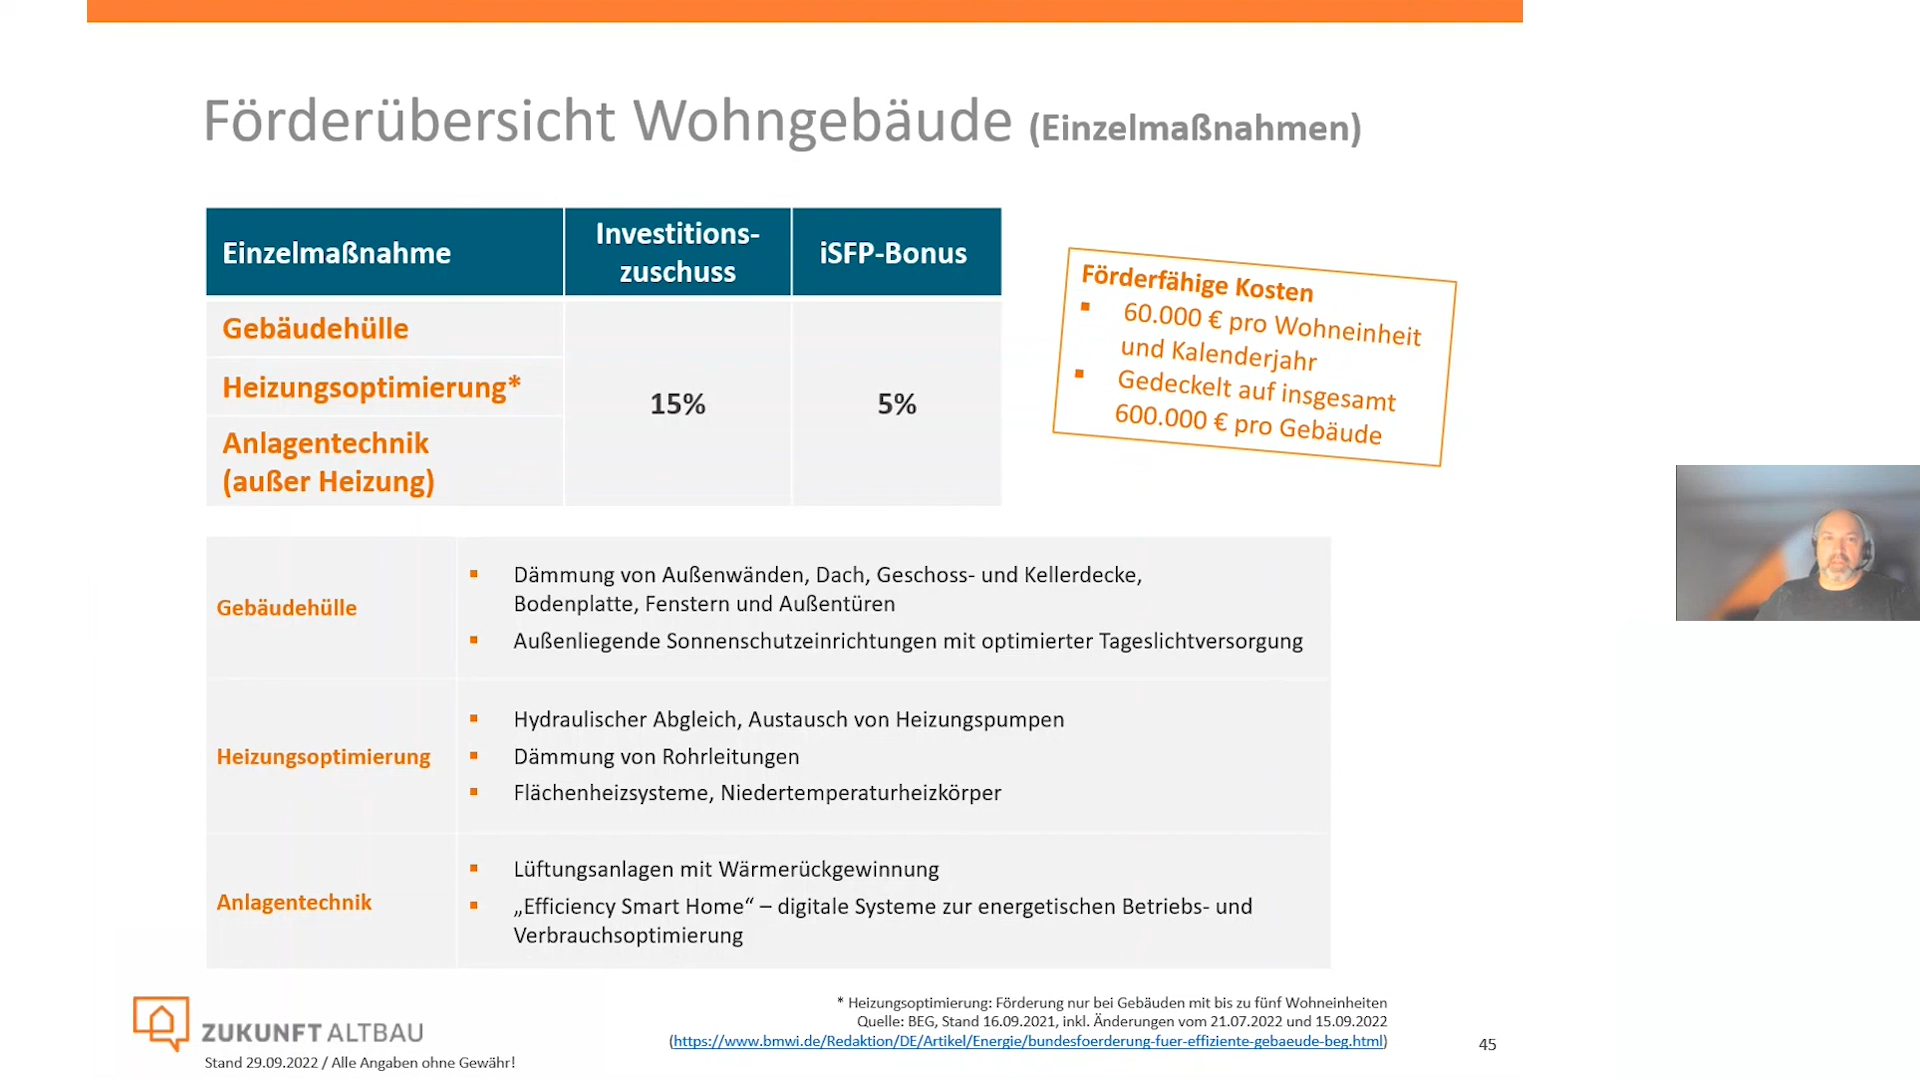 Förderübersicht Wohngebäude (Einzelmaßnahmen)
Einzelmaßnahme
Investitions-
zuschuss
iSFP-Bonus
Gebäudehülle
Heizungsoptimierung*
Anlagentechnik
(außer Heizung)
15%
5%
Förderfähige Kosten
▪ 60.000 € pro Wohneinheit
und Kalenderjahr
▪ Gedeckelt auf insgesamt
600.000 € pro Gebäude
Gebäudehülle
▪ Dämmung von Außenwänden, Dach, Geschoss- und Kellerdecke,
Bodenplatte, Fenstern und Außentüren
▪ Außenliegende Sonnenschutzeinrichtungen mit optimierter Tageslichtversorgung
Heizungsoptimierung
▪ Hydraulischer Abgleich, Austausch von Heizungspumpen
▪ Dämmung von Rohrleitungen
▪ Flächenheizsysteme, Niedertemperaturheizkörper
Anlagentechnik
▪ Lüftungsanlagen mit Wärmerückgewinnung
▪ „Efficiency Smart Home“ – digitale Systeme zur energetischen Betriebs- und
Verbrauchsoptimierung
* Heizungsoptimierung: Förderung nur bei Gebäuden mit bis zu fünf Wohneinheiten
Quelle: BEG, Stand 16.09.2021, inkl. Änderungen vom 21.07.2022 und 15.09.2022
(https://www.bmwi.de/Redaktion/DE/Artikel/Energie/bundesfoerderung-fuer-effiziente-gebaeude-beg.html)
45
ZUKUNFT ALTBAU
Stand 29.09.2022 / Alle Angaben ohne Gewähr!